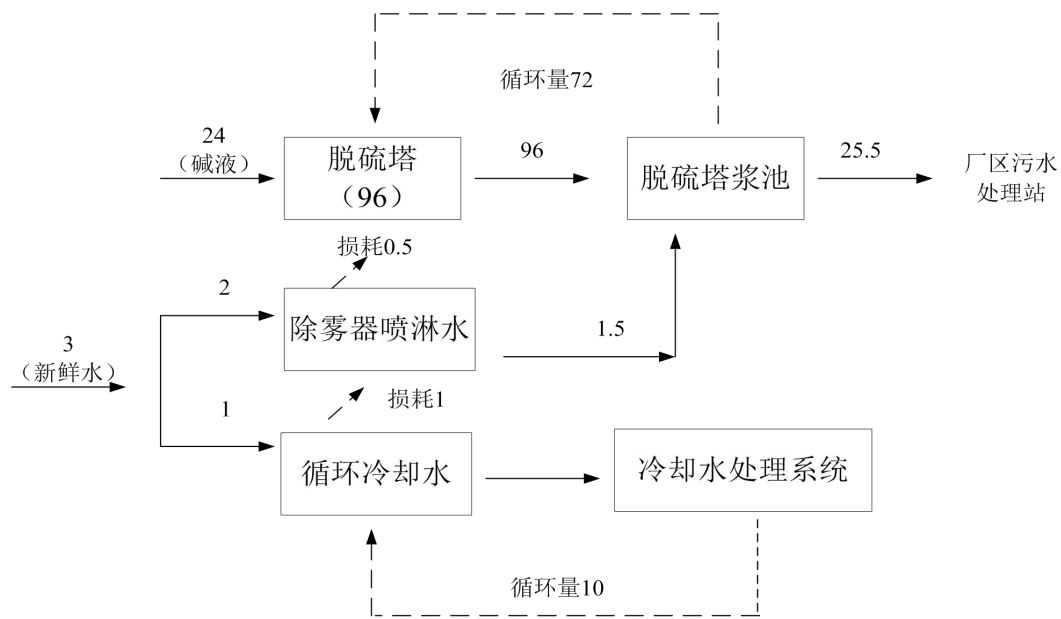 循环量72
24
（碱液）
脱硫塔
（96）
96
脱硫塔浆池
25.5
厂区污水
处理站
损耗0.5
2
除雾器喷淋水
1.5
3
（新鲜水）
损耗1
1
循环冷却水
冷却水处理系统
循环量10